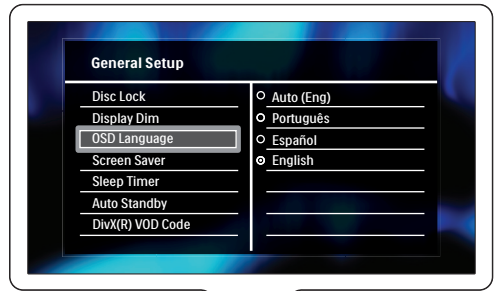 General Setup
Disc Lock
Display Dim
OSD Language
Screen Saver
Sleep Timer
Auto Standby
DivX(R) VOD Code
Auto (Eng)
Português
Español
English